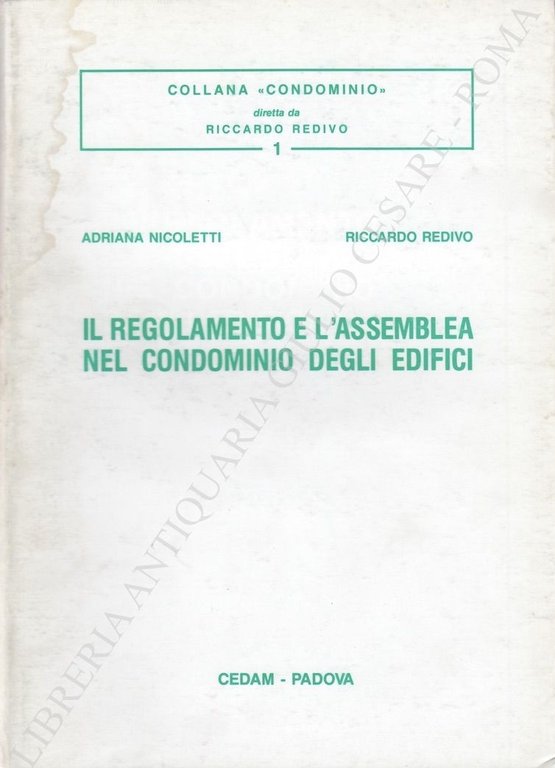 COLLANA «CONDOMINIO»
diretta da
RICCARDO REDIVO
1
ADRIANA NICOLETTI RICCARDO REDIVO
IL REGOLAMENTO E L'ASSEMBLEA
NEL CONDOMINIO DEGLI EDIFICI
CEDAM - PADOVA
LIBRERIA ANTIQUARIA GIULIO CESARE - ROMA